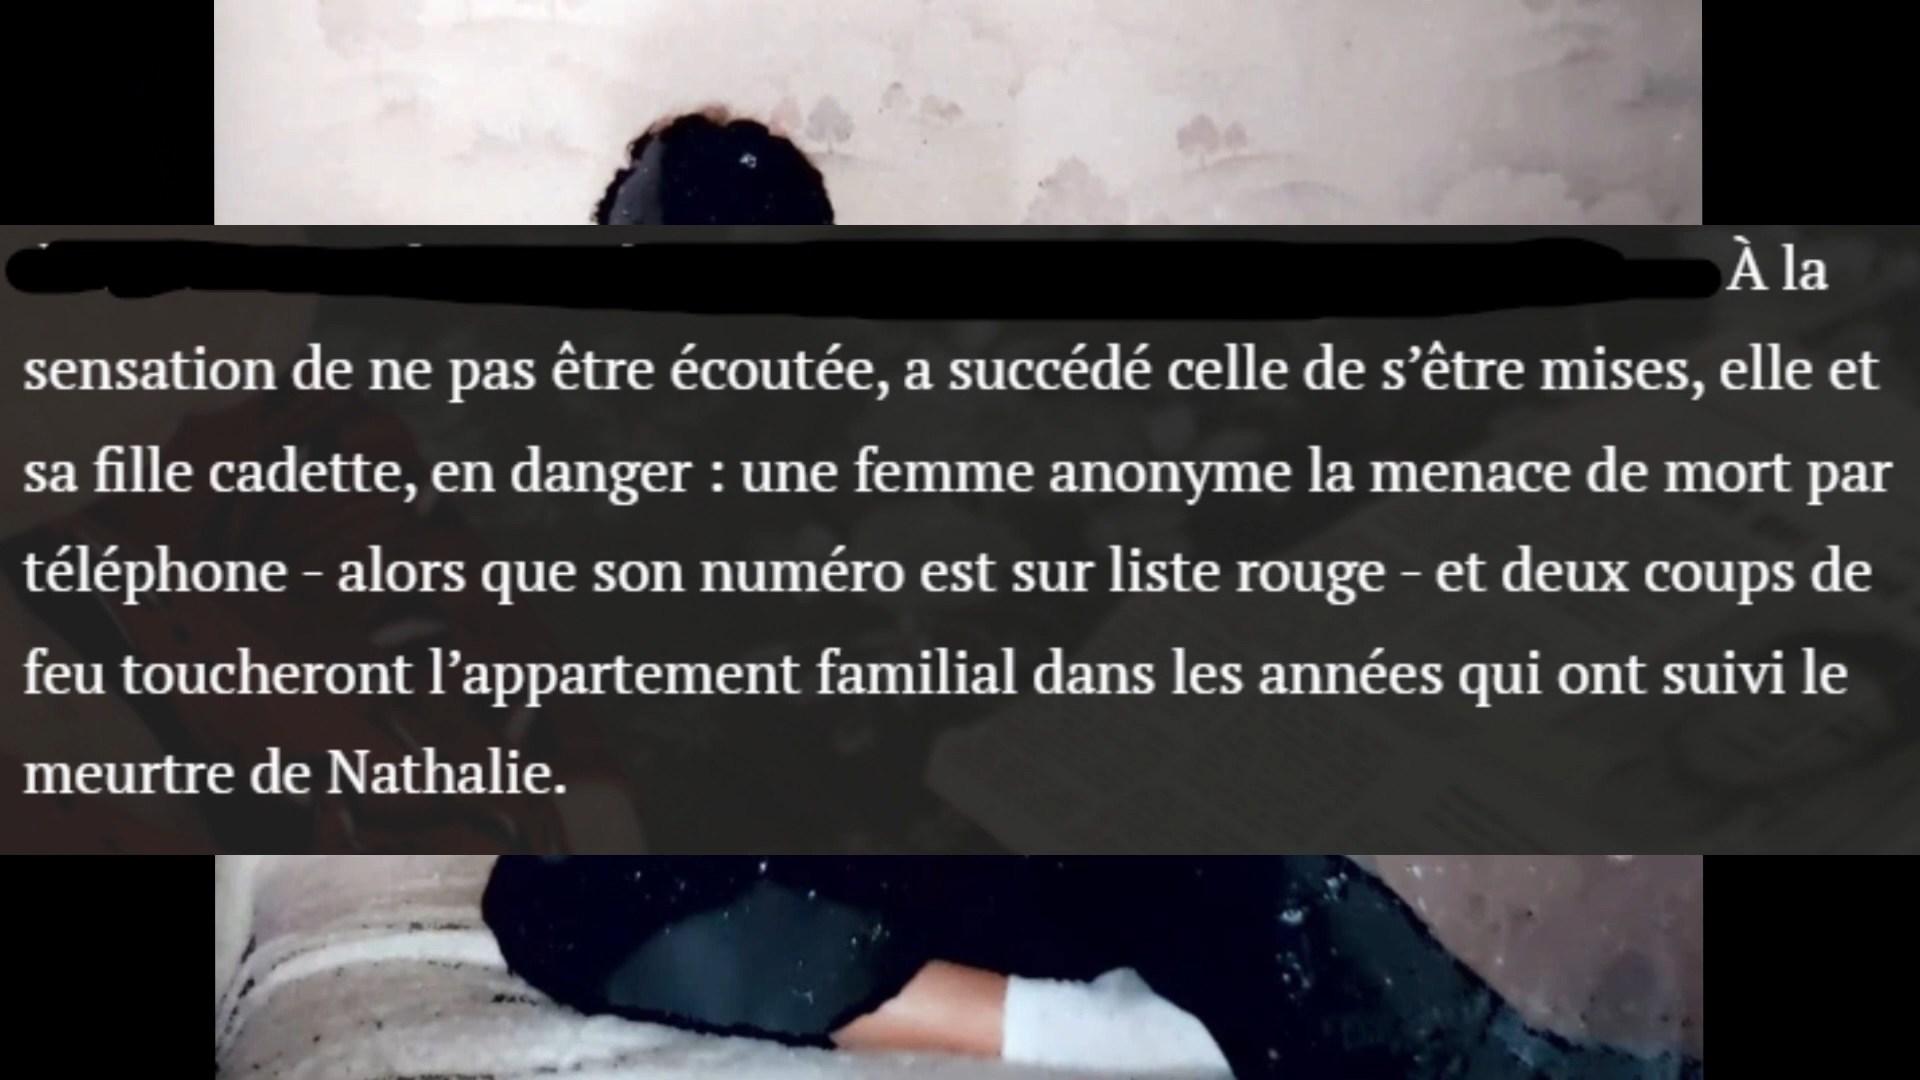 À la
sensation de ne pas être écoutée, a succédé celle de s’être mises, elle et
sa fille cadette, en danger : une femme anonyme la menace de mort par
téléphone - alors que son numéro est sur liste rouge - et deux coups de
feu toucheront l’appartement familial dans les années qui ont suivi le
meurtre de Nathalie.